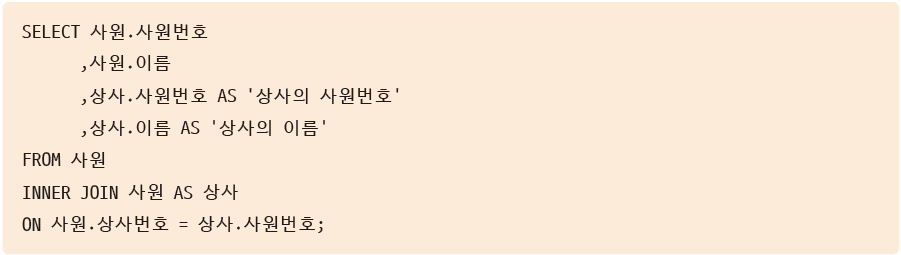 SELECT 사원.사원번호
,사원.이름
,상사.사원번호 AS '상사의 사원번호'
,상사.이름 AS '상사의 이름'
FROM 사원
INNER JOIN 사원 AS 상사
ON 사원.상사번호 = 상사.사원번호;